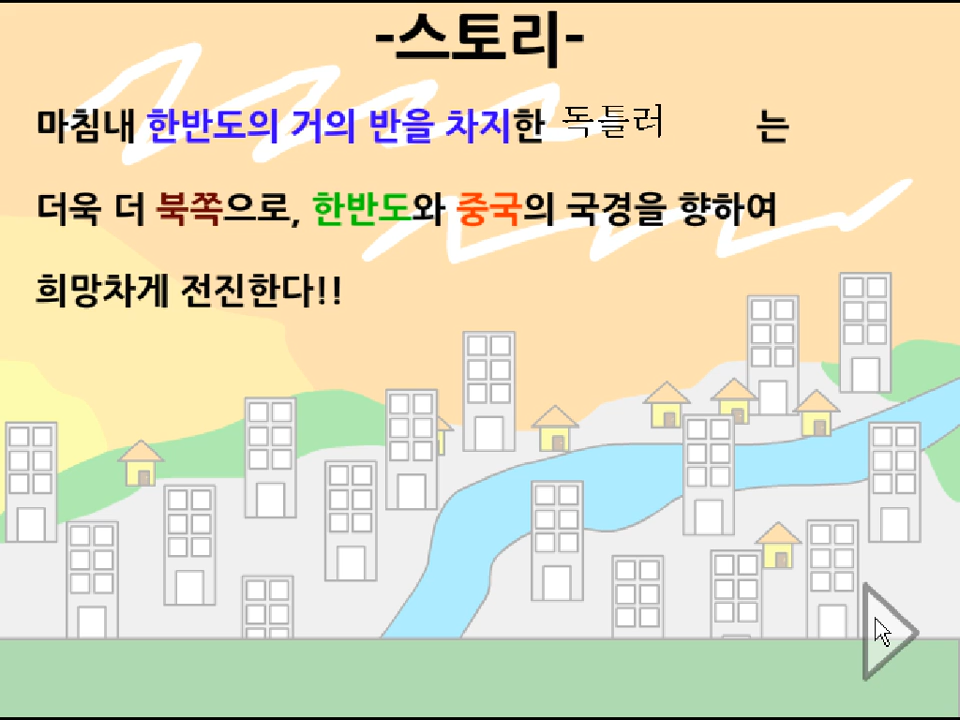 -스토리-
마침내 한반도의 거의 반을 차지한 독틀러 는
더욱 더 북쪽으로, 한반도와 중국의 국경을 향하여
희망차게 전진한다!!